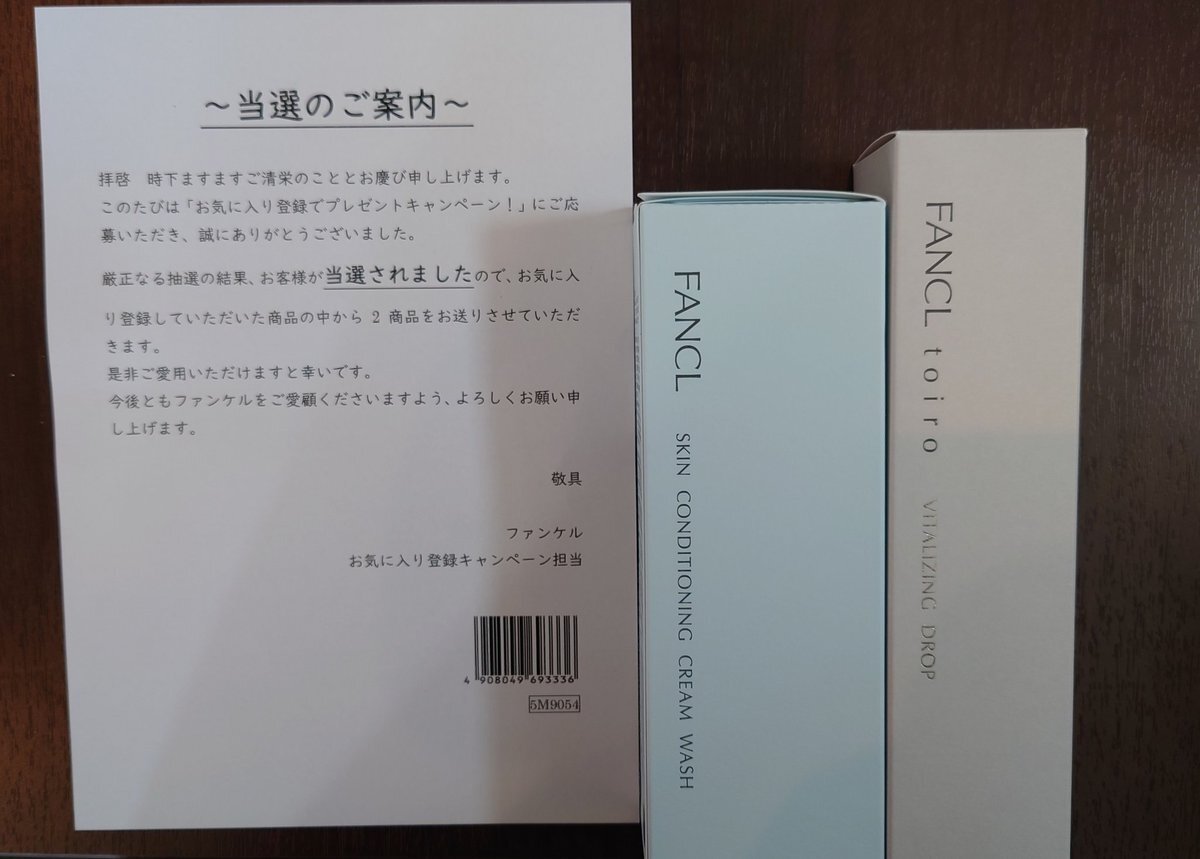 ～当選のご案内～
拝啓　時下ますますご清栄のこととお慶び申し上げます。
このたびは「お気に入り登録でプレゼントキャンペーン！」にご応
募いただき、誠にありがとうございました。
厳正なる抽選の結果、お客様が当選されましたので、お気に入
り登録していただいた商品の中から 2 商品をお送りさせていただ
きます。
是非ご愛用いただけますと幸いです。
今後ともファンケルをご愛顧くださいますよう、よろしくお願い申
し上げます。
敬具
ファンケル
お気に入り登録キャンペーン担当
4 908049 693336
5M9054
FANCL SKIN CONDITIONING CREAM WASH
FANCL toiro VITALIZING DROP